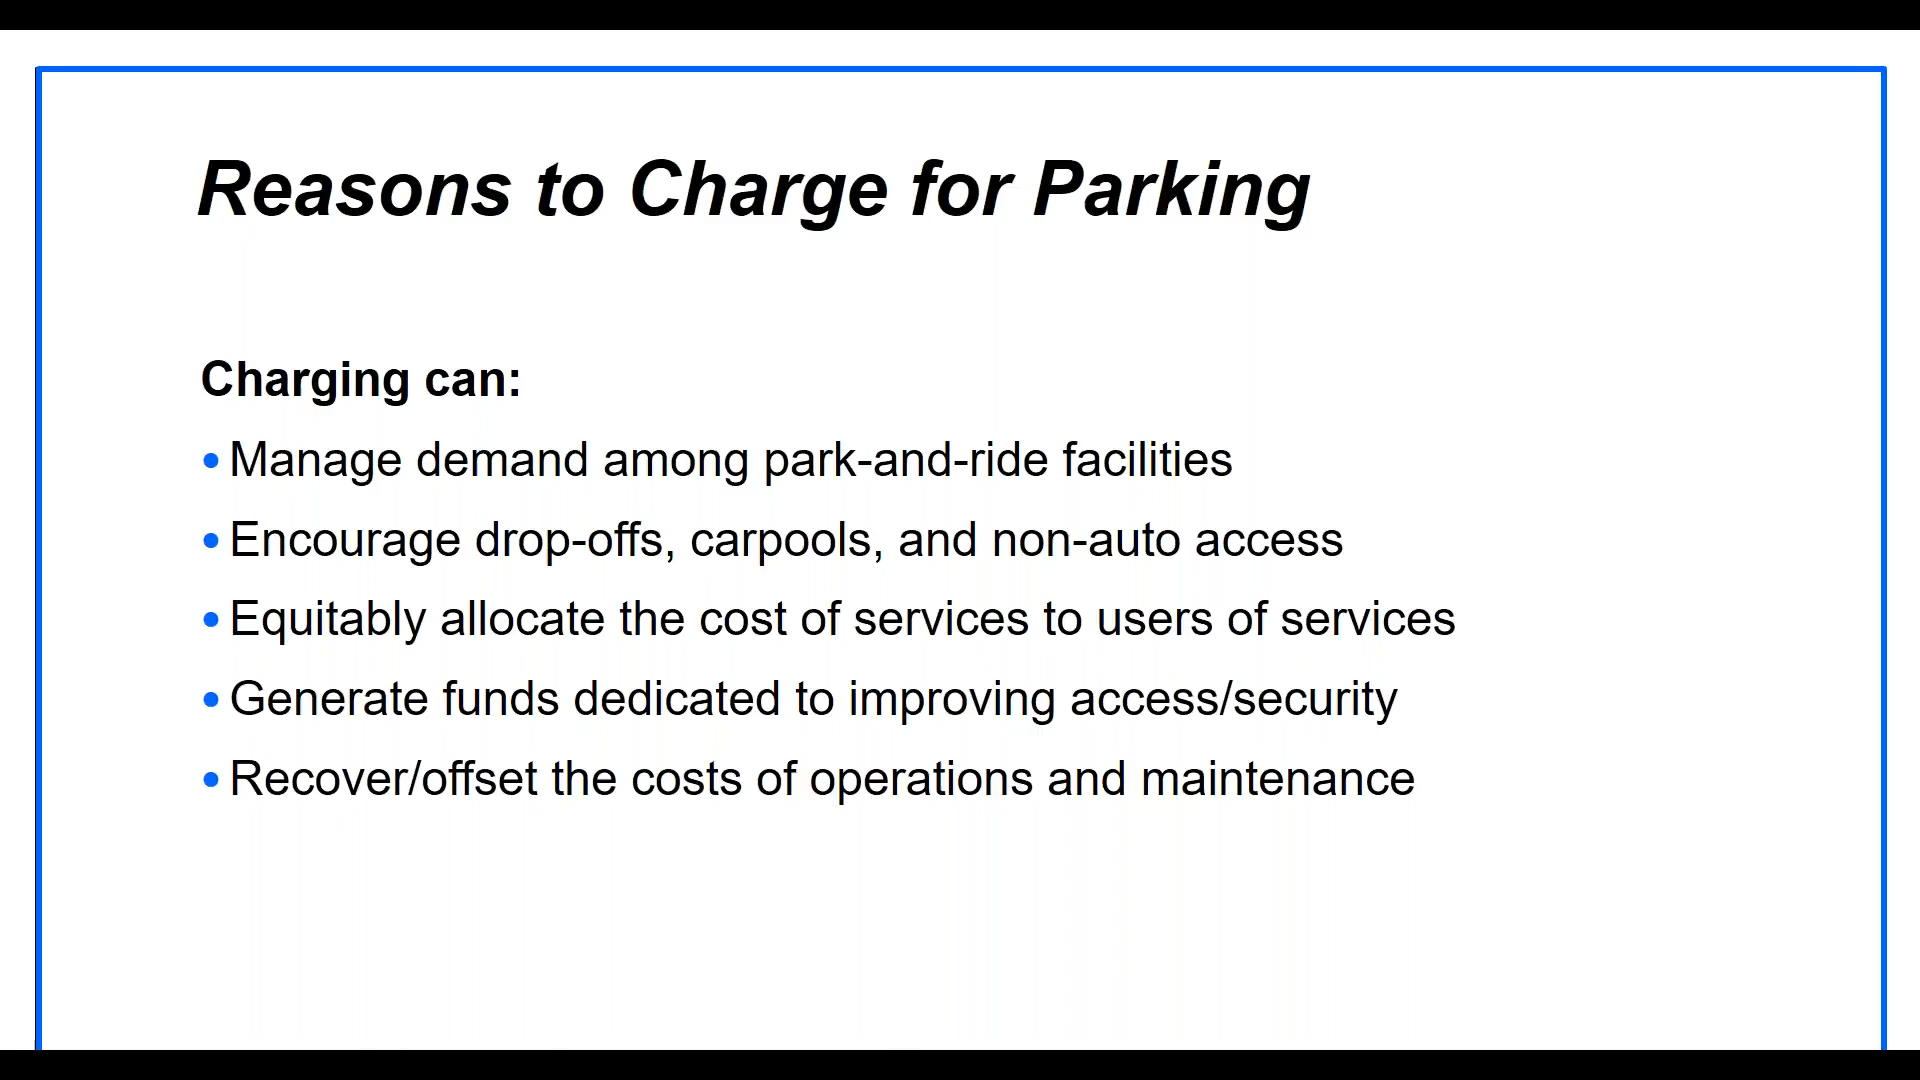 Reasons to Charge for Parking
Charging can:
• Manage demand among park-and-ride facilities
• Encourage drop-offs, carpools, and non-auto access
• Equitably allocate the cost of services to users of services
• Generate funds dedicated to improving access/security
• Recover/offset the costs of operations and maintenance